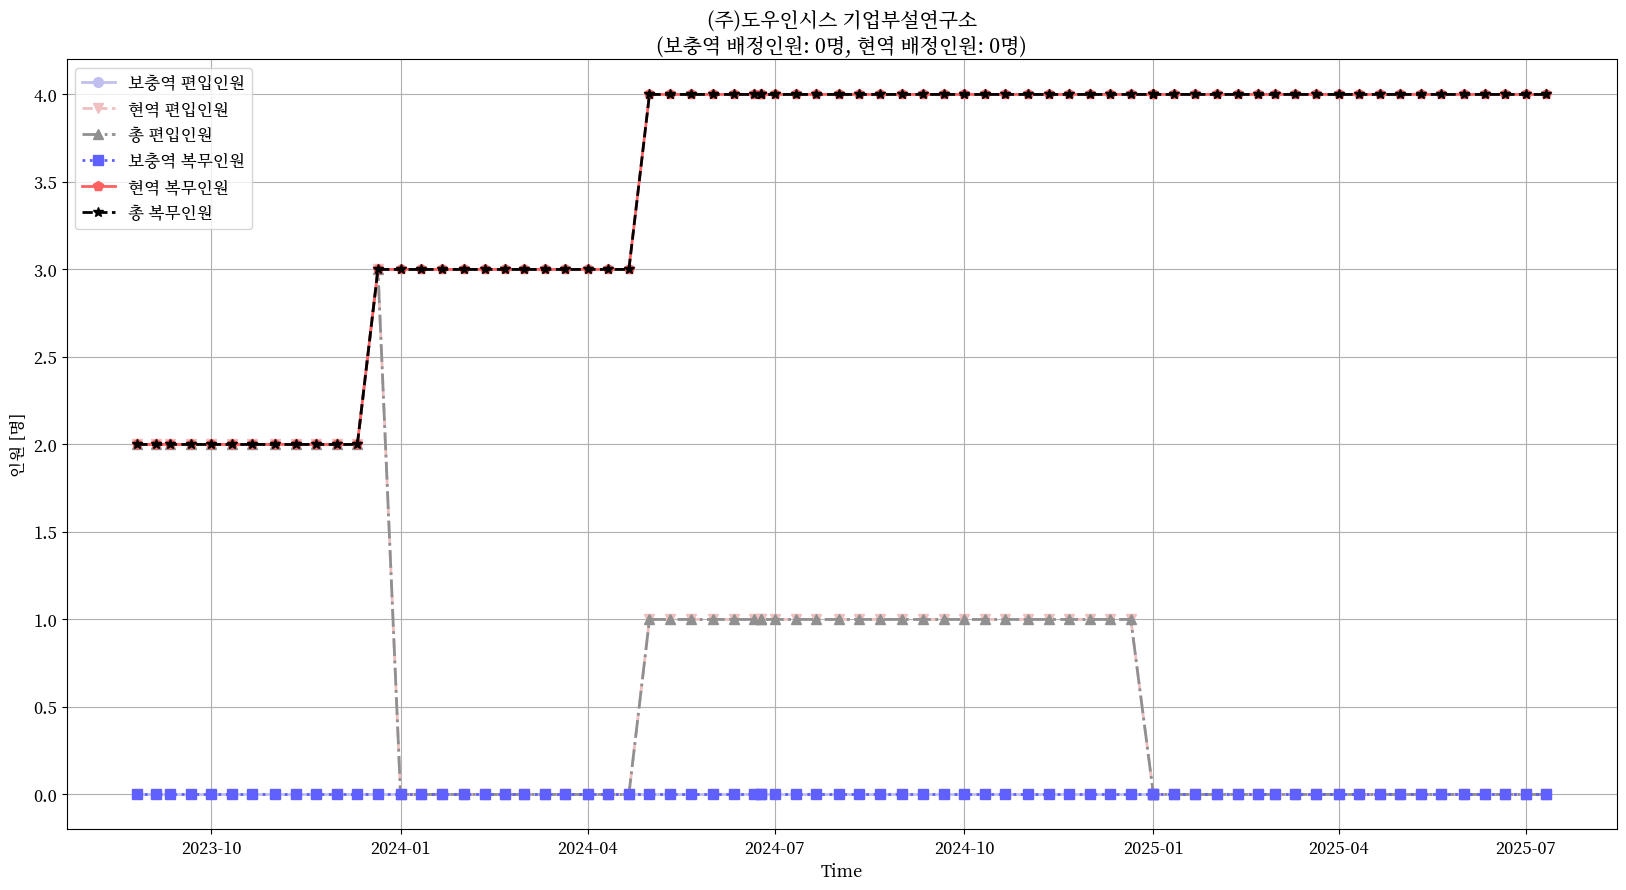 (주)도우인시스 기업부설연구소
(보충역 배정인원: 0명, 현역 배정인원: 0명)
보충역 편입인원
현역 편입인원
총 편입인원
보충역 복무인원
현역 복무인원
총 복무인원
4.0
3.5
3.0
2.5
2.0
1.5
1.0
0.5
0.0
인원 [명]
2023-10
2024-01
2024-04
2024-07
2024-10
2025-01
2025-04
2025-07
Time